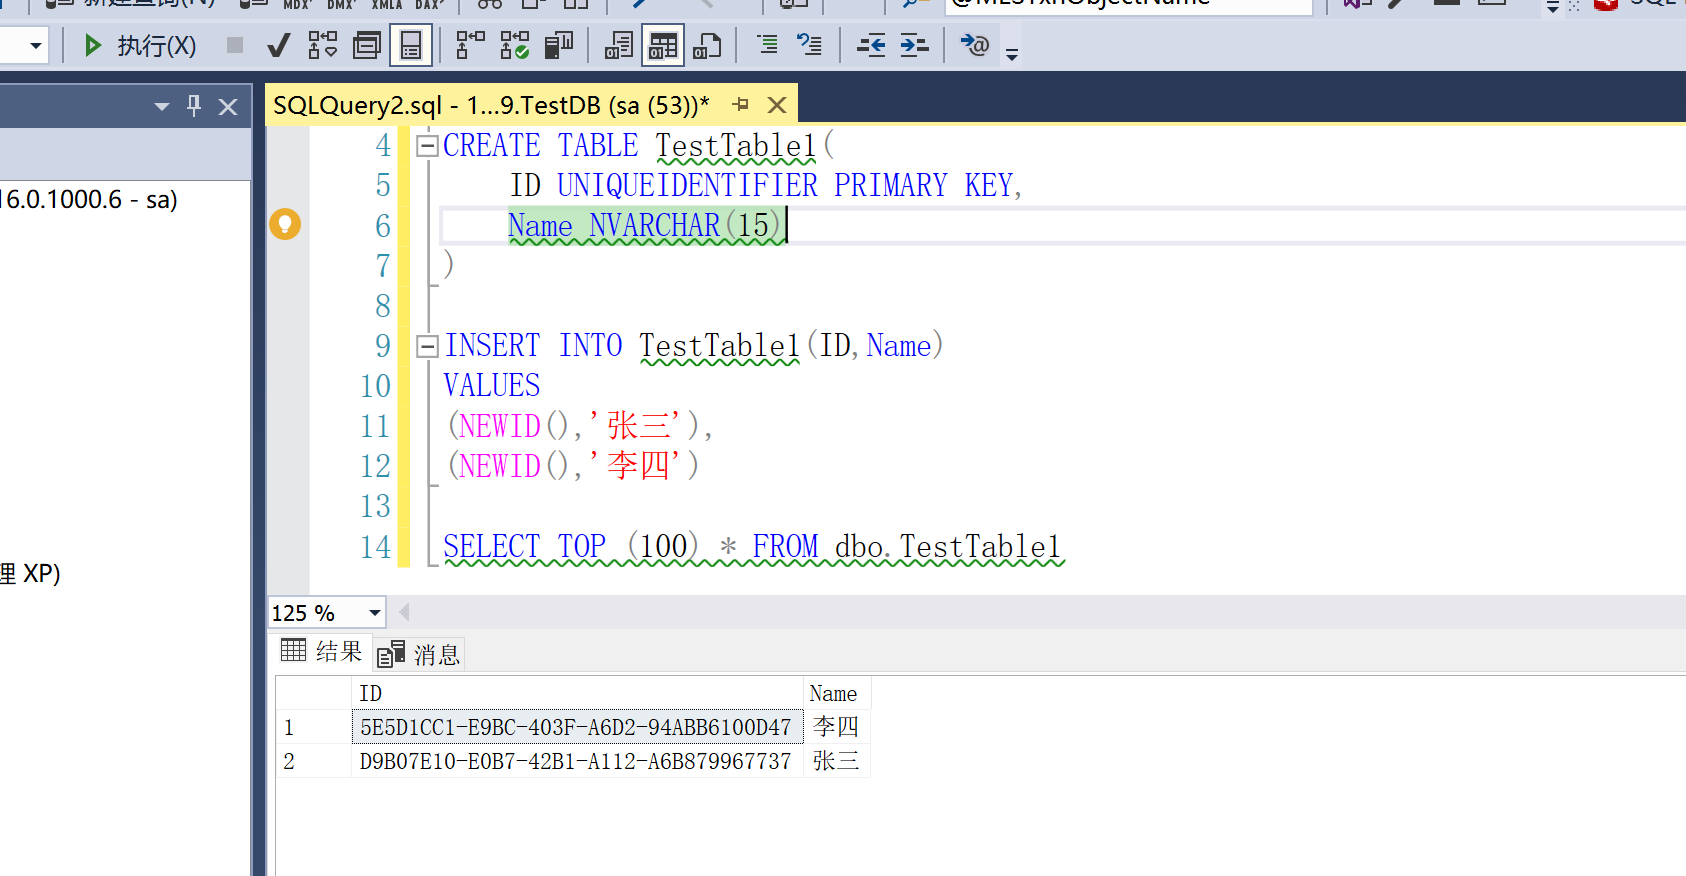 新建查询(N)
MDX DMX XMLA DAX
@MESTxnObjectName
SQL
执行(X)
SQLQuery2.sql - 1...9.TestDB (sa (53))*
16.0.1000.6 - sa)
理 XP)
4 CREATE TABLE TestTable1(
5 ID UNIQUEIDENTIFIER PRIMARY KEY,
6 Name NVARCHAR(15)
7 )
8
9 INSERT INTO TestTable1(ID,Name)
10 VALUES
11 (NEWID(),'张三'),
12 (NEWID(),'李四')
13
14 SELECT TOP (100) * FROM dbo.TestTable1
125 %
结果 消息
ID Name
1 5E5D1CC1-E9BC-403F-A6D2-94ABB6100D47 李四
2 D9B07E10-E0B7-42B1-A112-A6B879967737 张三